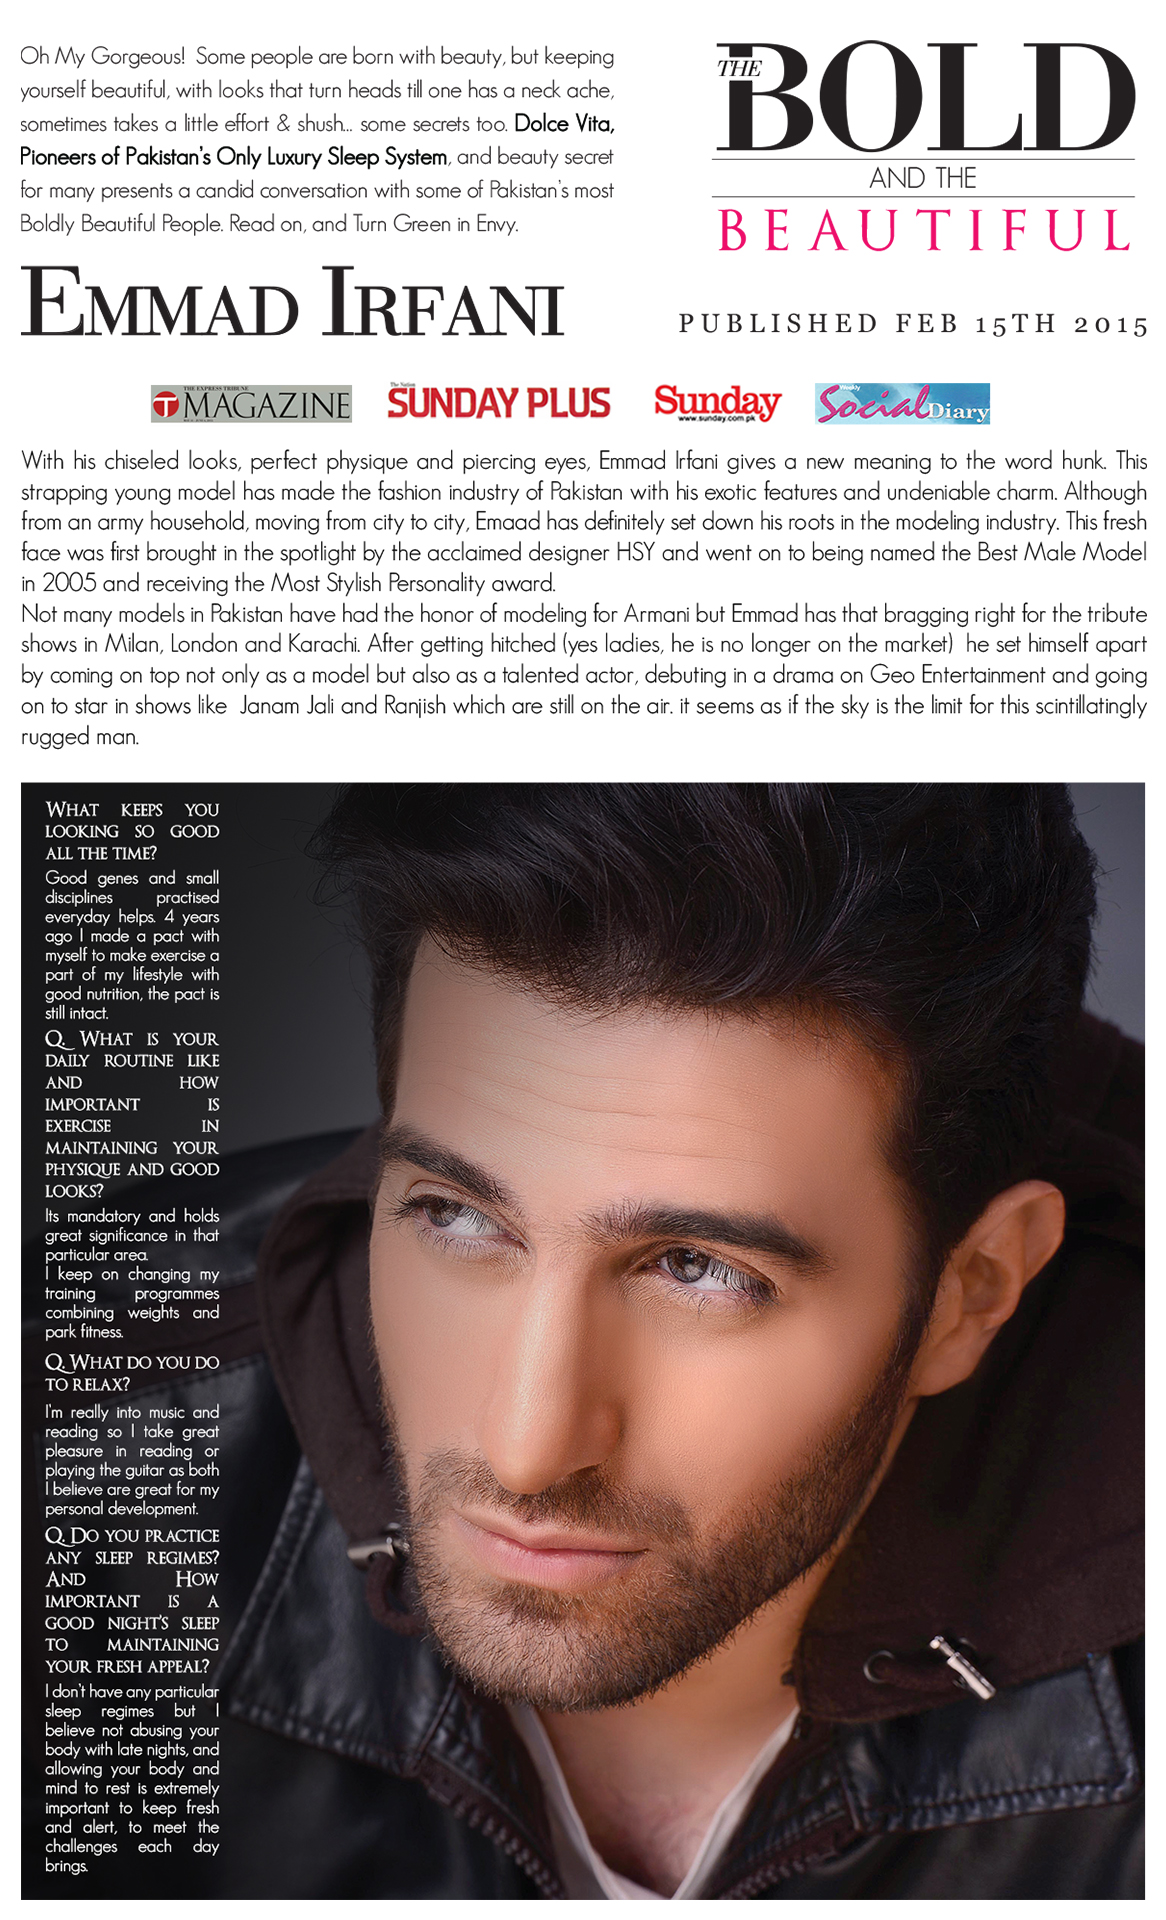 Oh My Gorgeous!  Some people are born with beauty, but keeping
yourself beautiful, with looks that turn heads till one has a neck ache,
sometimes takes a little effort & shush... some secrets too. Dolce Vita,
Pioneers of Pakistan's Only Luxury Sleep System, and beauty secret
for many presents a candid conversation with some of Pakistan's most
Boldly Beautiful People. Read on, and Turn Green in Envy.
THE BOLD
AND THE
BEAUTIFUL
EMMAD IRFANI
PUBLISHED FEB 15TH 2015
THE EXPRESS TRIBUNE
T MAGAZINE
The Nation
SUNDAY PLUS
Sunday
www.sunday.com.pk
Weekly
Social Diary
With his chiseled looks, perfect physique and piercing eyes, Emmad Irfani gives a new meaning to the word hunk. This
strapping young model has made the fashion industry of Pakistan with his exotic features and undeniable charm. Although
from an army household, moving from city to city, Emaad has definitely set down his roots in the modeling industry. This fresh
face was first brought in the spotlight by the acclaimed designer HSY and went on to being named the Best Male Model
in 2005 and receiving the Most Stylish Personality award.
Not many models in Pakistan have had the honor of modeling for Armani but Emmad has that bragging right for the tribute
shows in Milan, London and Karachi. After getting hitched (yes ladies, he is no longer on the market)  he set himself apart
by coming on top not only as a model but also as a talented actor, debuting in a drama on Geo Entertainment and going
on to star in shows like  Janam Jali and Ranjish which are still on the air. it seems as if the sky is the limit for this scintillatingly
rugged man.
WHAT KEEPS YOU
LOOKING SO GOOD
ALL THE TIME?
Good genes and small
disciplines practised
everyday helps. 4 years
ago I made a pact with
myself to make exercise a
part of my lifestyle with
good nutrition, the pact is
still intact.
Q. WHAT IS YOUR
DAILY ROUTINE LIKE
AND HOW
IMPORTANT IS
EXERCISE IN
MAINTAINING YOUR
PHYSIQUE AND GOOD
LOOKS?
Its mandatory and holds
great significance in that
particular area.
I keep on changing my
training programmes
combining weights and
park fitness.
Q. WHAT DO YOU DO
TO RELAX?
I'm really into music and
reading so I take great
pleasure in reading or
playing the guitar as both
I believe are great for my
personal development.
Q. DO YOU PRACTICE
ANY SLEEP REGIMES?
AND HOW
IMPORTANT IS A
GOOD NIGHT'S SLEEP
TO MAINTAINING
YOUR FRESH APPEAL?
I don't have any particular
sleep regimes but I
believe not abusing your
body with late nights, and
allowing your body and
mind to rest is extremely
important to keep fresh
and alert, to meet the
challenges each day
brings.